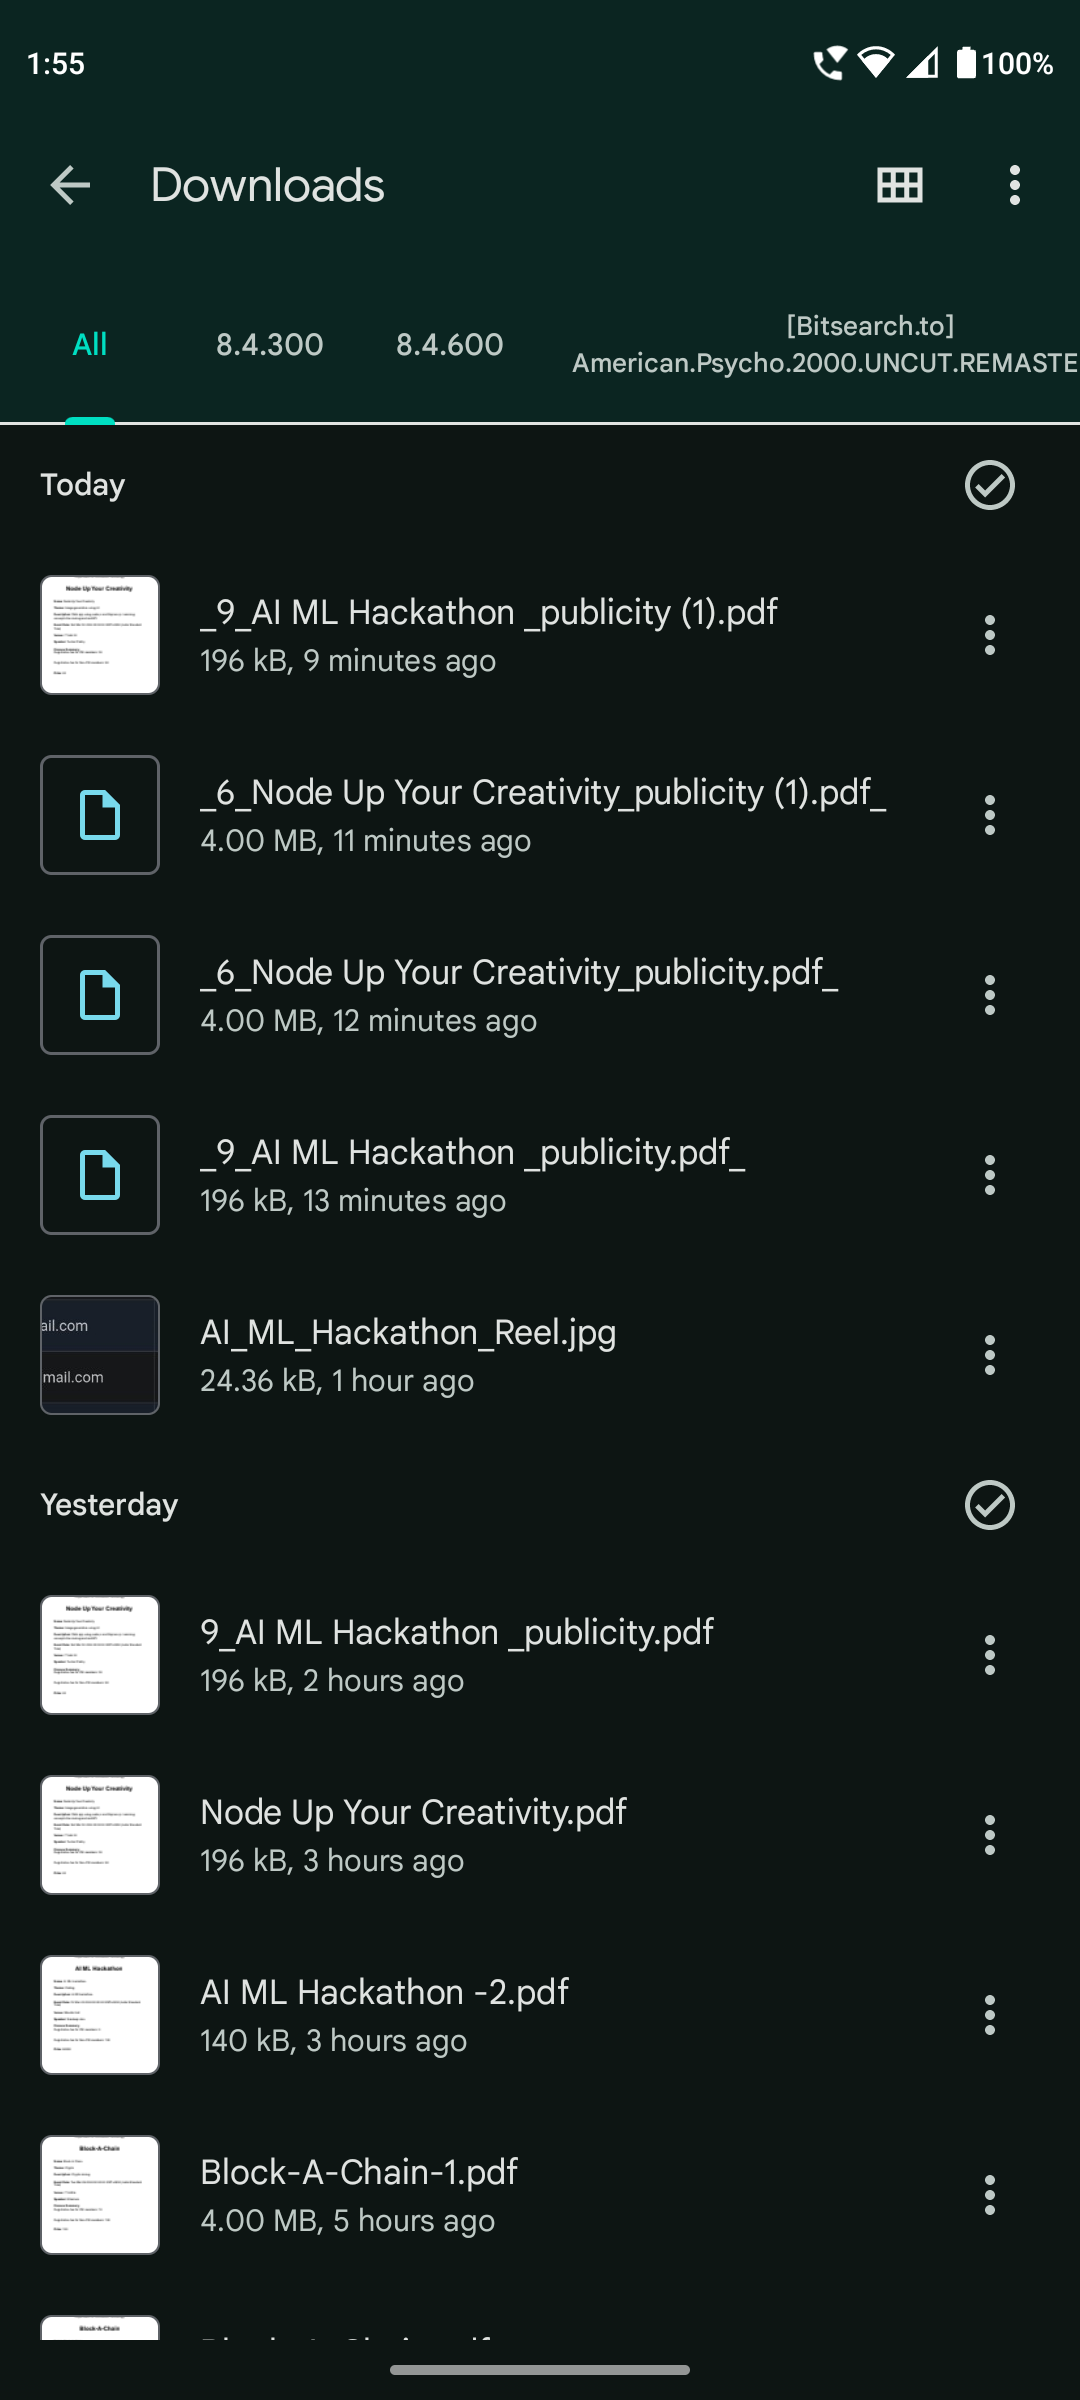 1:55
100%
Downloads
All
8.4.300
8.4.600
[Bitsearch.to]
American.Psycho.2000.UNCUT.REMASTE
Today
Node Up Your Creativity
_9_AI ML Hackathon _publicity (1).pdf
196 kB, 9 minutes ago
_6_Node Up Your Creativity_publicity (1).pdf_
4.00 MB, 11 minutes ago
_6_Node Up Your Creativity_publicity.pdf_
4.00 MB, 12 minutes ago
_9_AI ML Hackathon _publicity.pdf_
196 kB, 13 minutes ago
ail.com
mail.com
AI_ML_Hackathon_Reel.jpg
24.36 kB, 1 hour ago
Yesterday
Node Up Your Creativity
9_AI ML Hackathon _publicity.pdf
196 kB, 2 hours ago
Node Up Your Creativity
Node Up Your Creativity.pdf
196 kB, 3 hours ago
AI ML Hackathon
AI ML Hackathon -2.pdf
140 kB, 3 hours ago
Block-A-Chain
Block-A-Chain-1.pdf
4.00 MB, 5 hours ago
Block-A-Chain